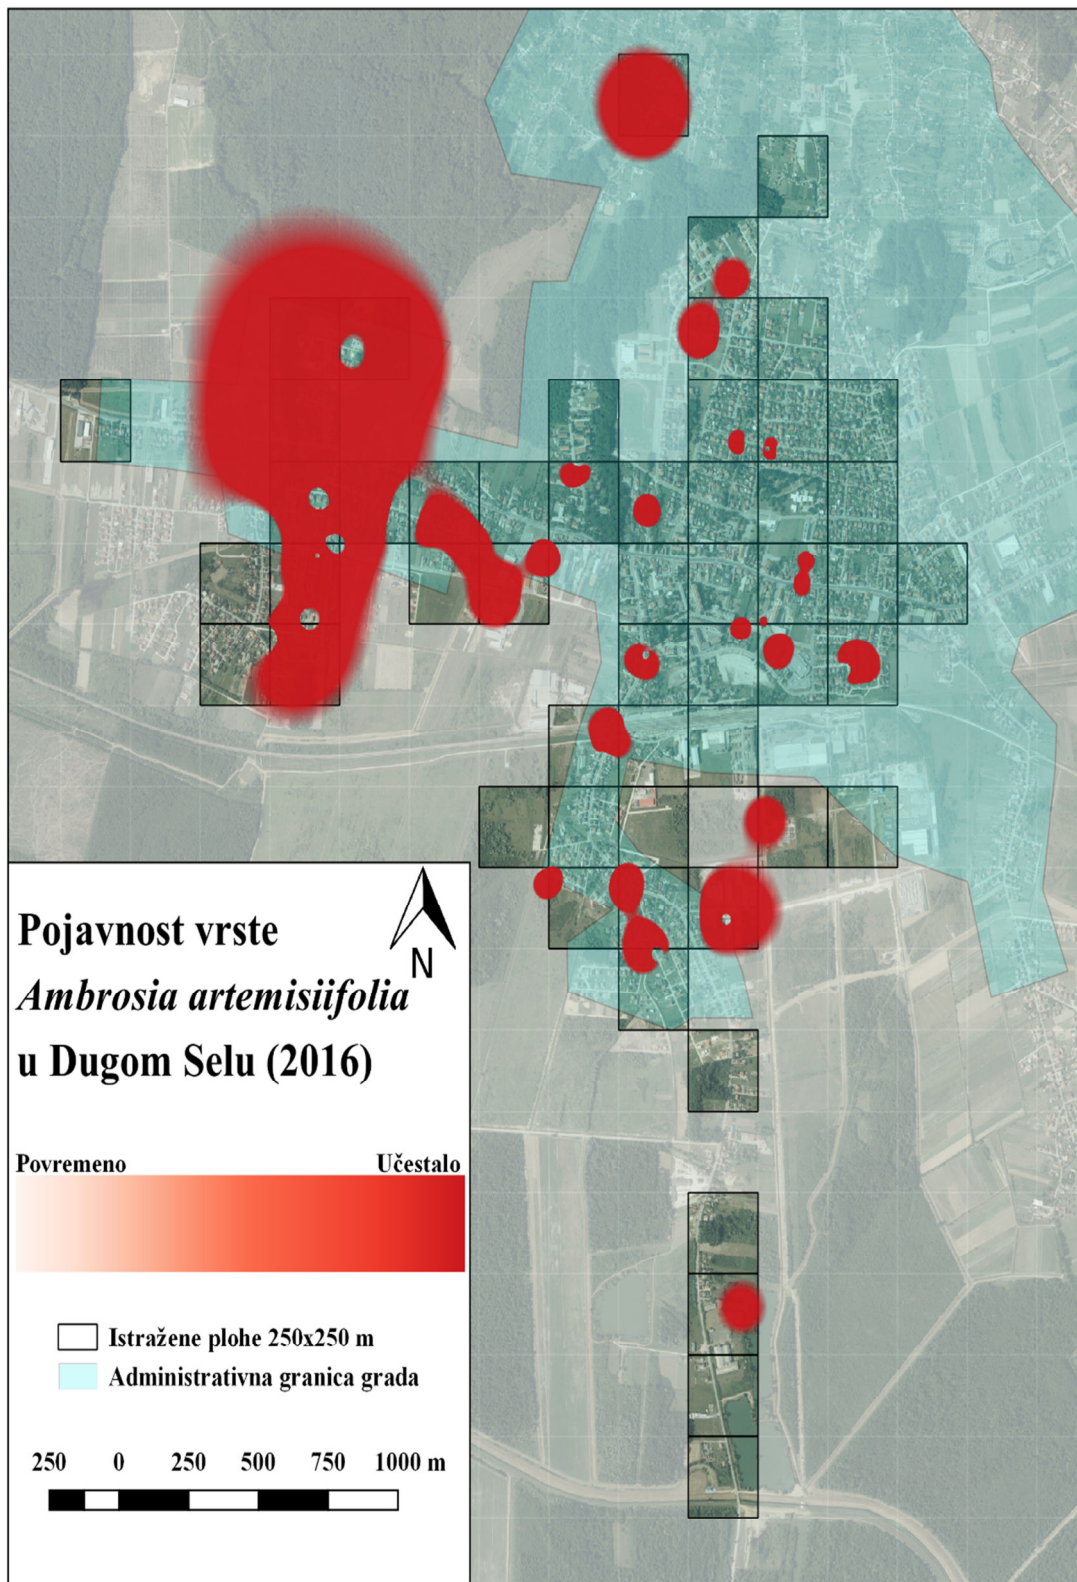 Pojavnost vrste
Ambrosia artemisiifolia
u Dugom Selu (2016)
N
Povremeno Učestalo
Istražene plohe 250x250 m
Administrativna granica grada
250 0 250 500 750 1000 m